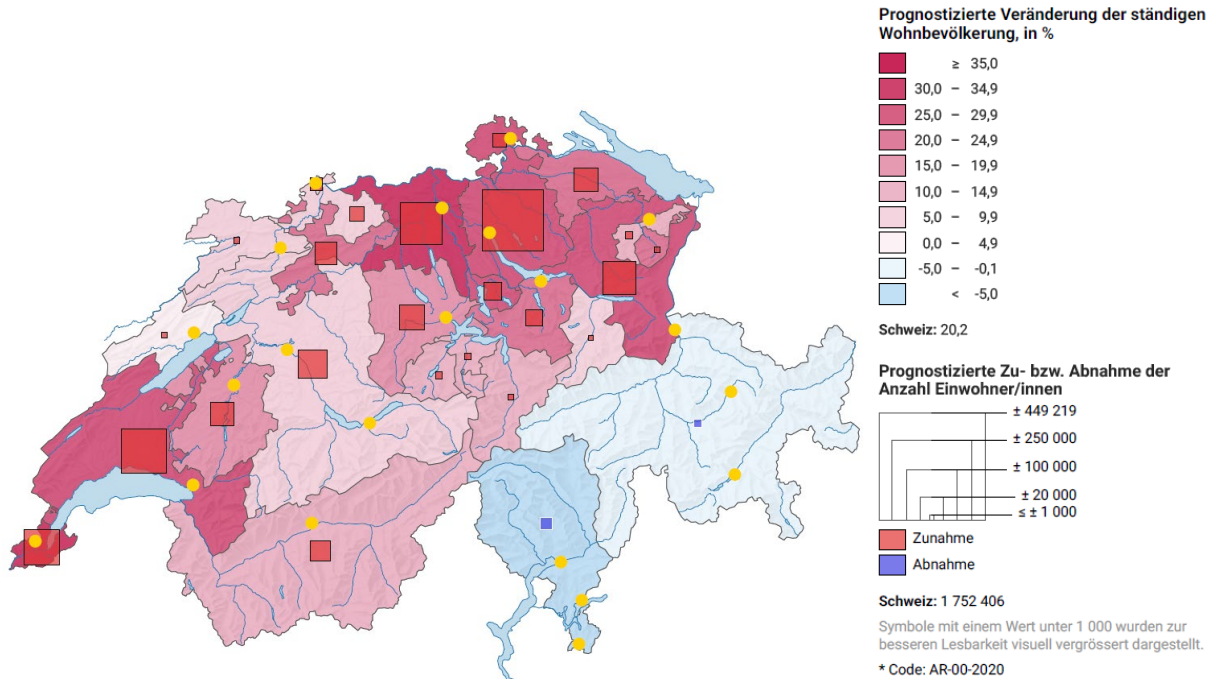 Prognostizierte Veränderung der ständigen
Wohnbevölkerung, in %
≥ 35,0
30,0 – 34,9
25,0 – 29,9
20,0 – 24,9
15,0 – 19,9
10,0 – 14,9
5,0 – 9,9
0,0 – 4,9
-5,0 – -0,1
< -5,0
Schweiz: 20,2
Prognostizierte Zu- bzw. Abnahme der
Anzahl Einwohner/innen
± 449 219
± 250 000
± 100 000
± 20 000
≤ ± 1 000
Zunahme
Abnahme
Schweiz: 1 752 406
Symbole mit einem Wert unter 1 000 wurden zur
besseren Lesbarkeit visuell vergrössert dargestellt.
* Code: AR-00-2020